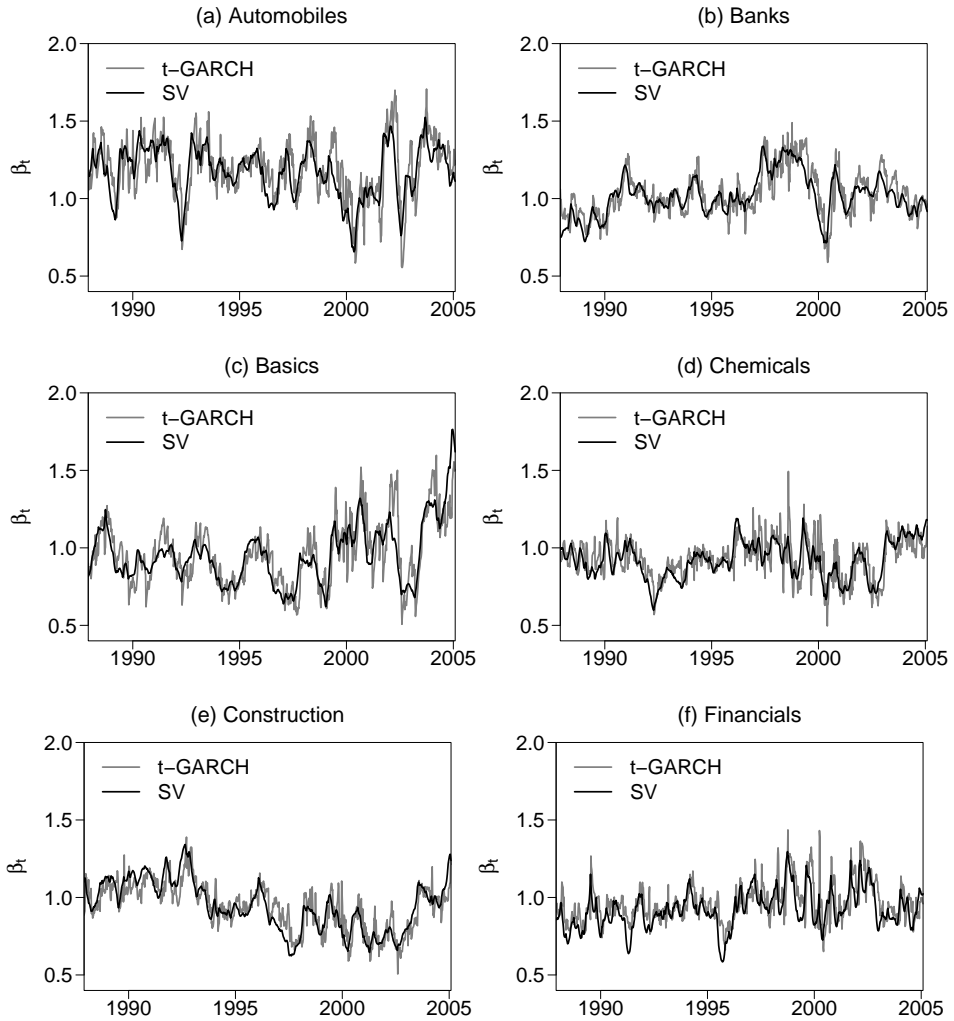 (a) Automobiles
2.0
1.5
1.0
0.5
βt
t−GARCH
SV
1990 1995 2000 2005
(b) Banks
2.0
1.5
1.0
0.5
βt
t−GARCH
SV
1990 1995 2000 2005
(c) Basics
2.0
1.5
1.0
0.5
βt
t−GARCH
SV
1990 1995 2000 2005
(d) Chemicals
2.0
1.5
1.0
0.5
βt
t−GARCH
SV
1990 1995 2000 2005
(e) Construction
2.0
1.5
1.0
0.5
βt
t−GARCH
SV
1990 1995 2000 2005
(f) Financials
2.0
1.5
1.0
0.5
βt
t−GARCH
SV
1990 1995 2000 2005